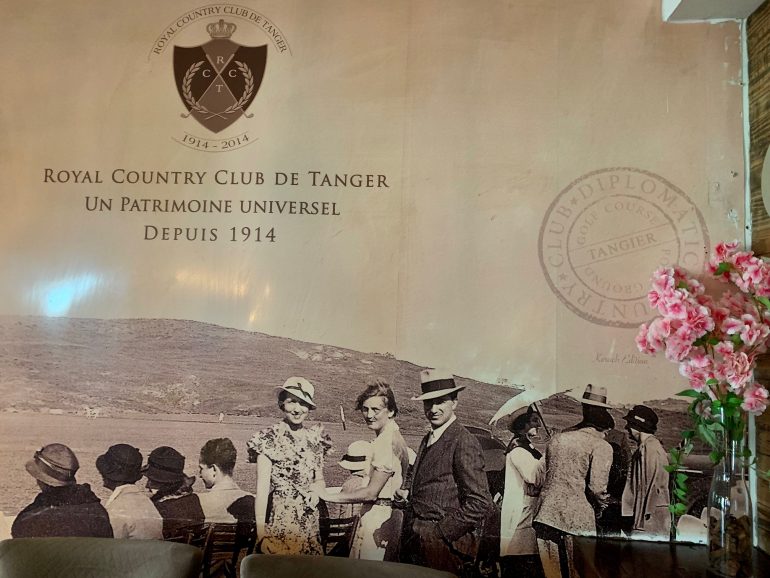 ROYAL COUNTRY CLUB DE TANGER
R
C C
T
1914 - 2014
ROYAL COUNTRY CLUB DE TANGER
UN PATRIMOINE UNIVERSEL
DEPUIS 1914
DIPLOMATIC
COUNTRY CLUB
GOLF COURSE
TANGIER
GROUND
Edition